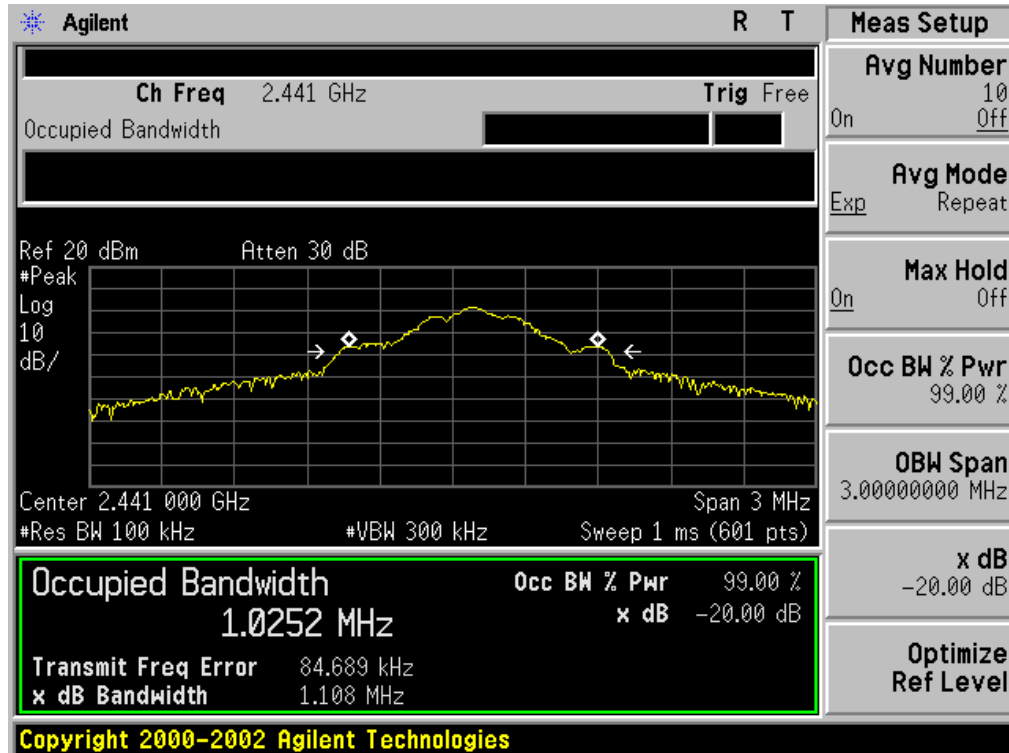 Agilent R T
Ch Freq 2.441 GHz Trig Free
Occupied Bandwidth
Ref 20 dBm Atten 30 dB
#Peak
Log
10
dB/
Center 2.441 000 GHz Span 3 MHz
#Res BW 100 kHz #VBW 300 kHz Sweep 1 ms (601 pts)
Occupied Bandwidth Occ BW % Pwr 99.00 %
1.0252 MHz x dB -20.00 dB
Transmit Freq Error 84.689 kHz
x dB Bandwidth 1.108 MHz
Copyright 2000-2002 Agilent Technologies
Meas Setup
Avg Number
10
On Off
Avg Mode
Exp Repeat
Max Hold
On Off
Occ BW % Pwr
99.00 %
OBW Span
3.00000000 MHz
x dB
-20.00 dB
Optimize
Ref Level